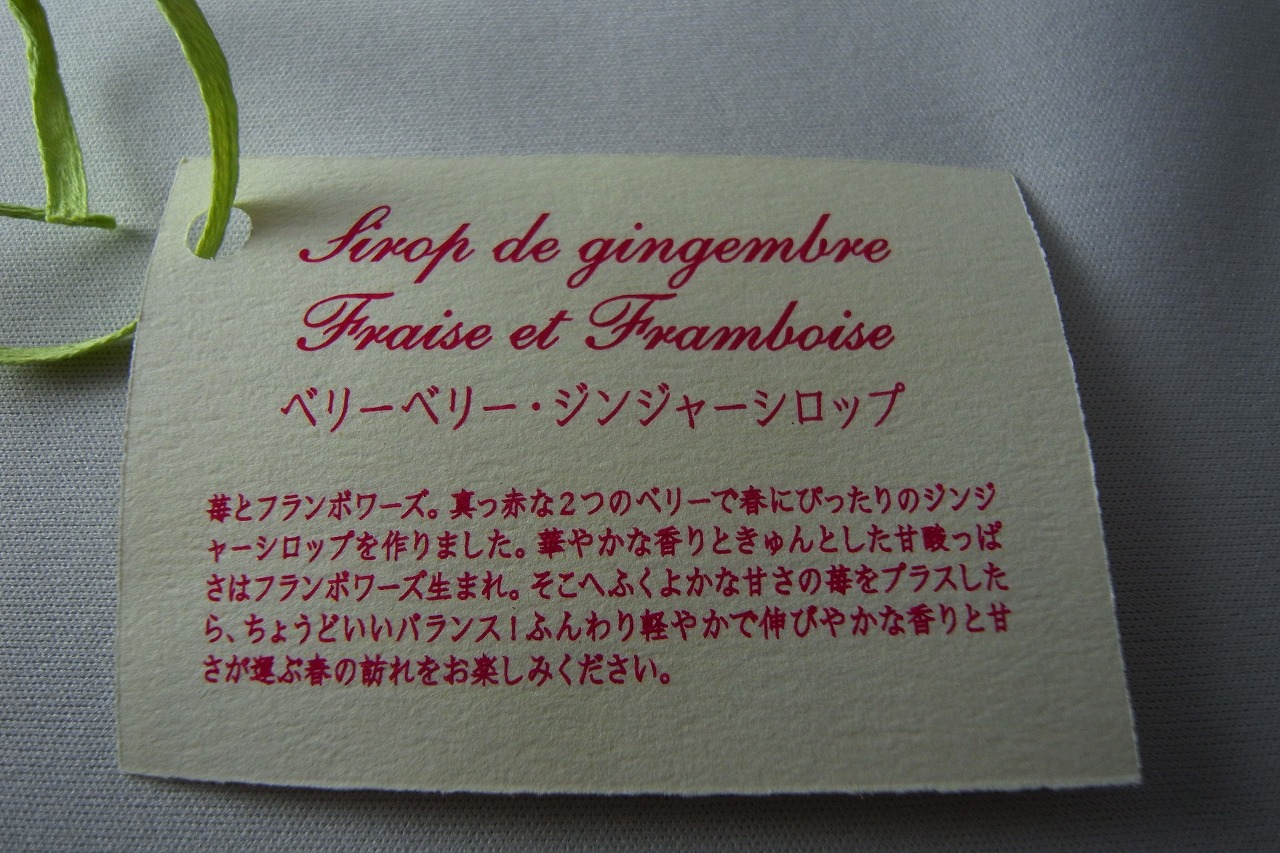 Sirop de gingembre
Fraise et Framboise
ベリーベリー・ジンジャーシロップ
苺とフランボワーズ。真っ赤な２つのベリーで春にぴったりのジンジ
ャーシロップを作りました。華やかな香りときゅんとした甘酸っぱ
さはフランボワーズ生まれ。そこへふくよかな甘さの苺をプラスした
ら、ちょうどいいバランス！ふんわり軽やかで伸びやかな香りと甘
さが運ぶ春の訪れをお楽しみください。